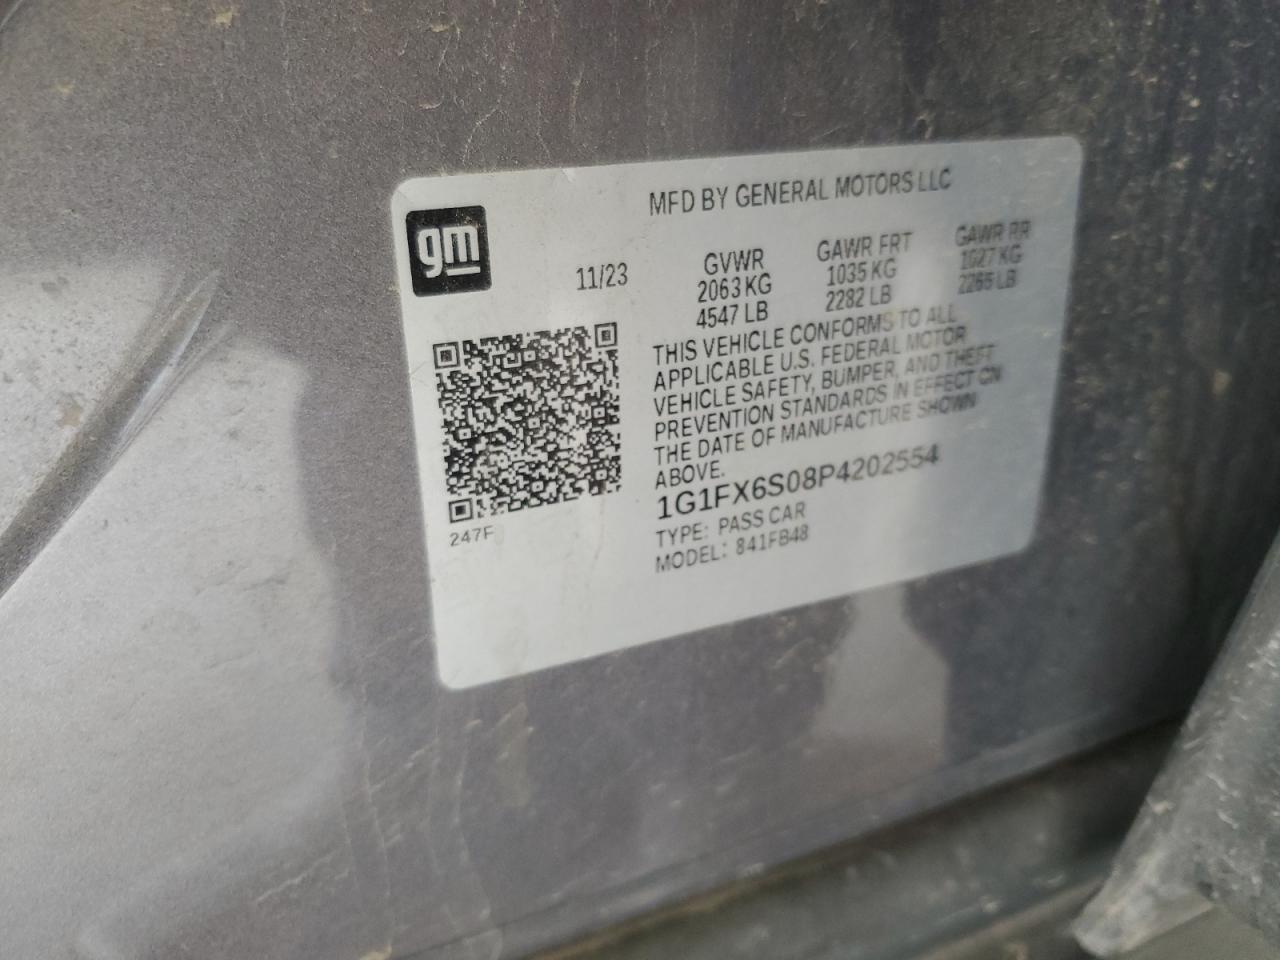 gm
MFD BY GENERAL MOTORS LLC
11/23
GVWR
2063 KG
4547 LB
GAWR FRT
1035 KG
2282 LB
GAWR RR
1027 KG
2265 LB
THIS VEHICLE CONFORMS TO ALL
APPLICABLE U.S. FEDERAL MOTOR
VEHICLE SAFETY, BUMPER, AND THEFT
PREVENTION STANDARDS IN EFFECT ON
THE DATE OF MANUFACTURE SHOWN
ABOVE.
1G1FX6S08P4202554
TYPE: PASS CAR
MODEL: 841FB48
247F